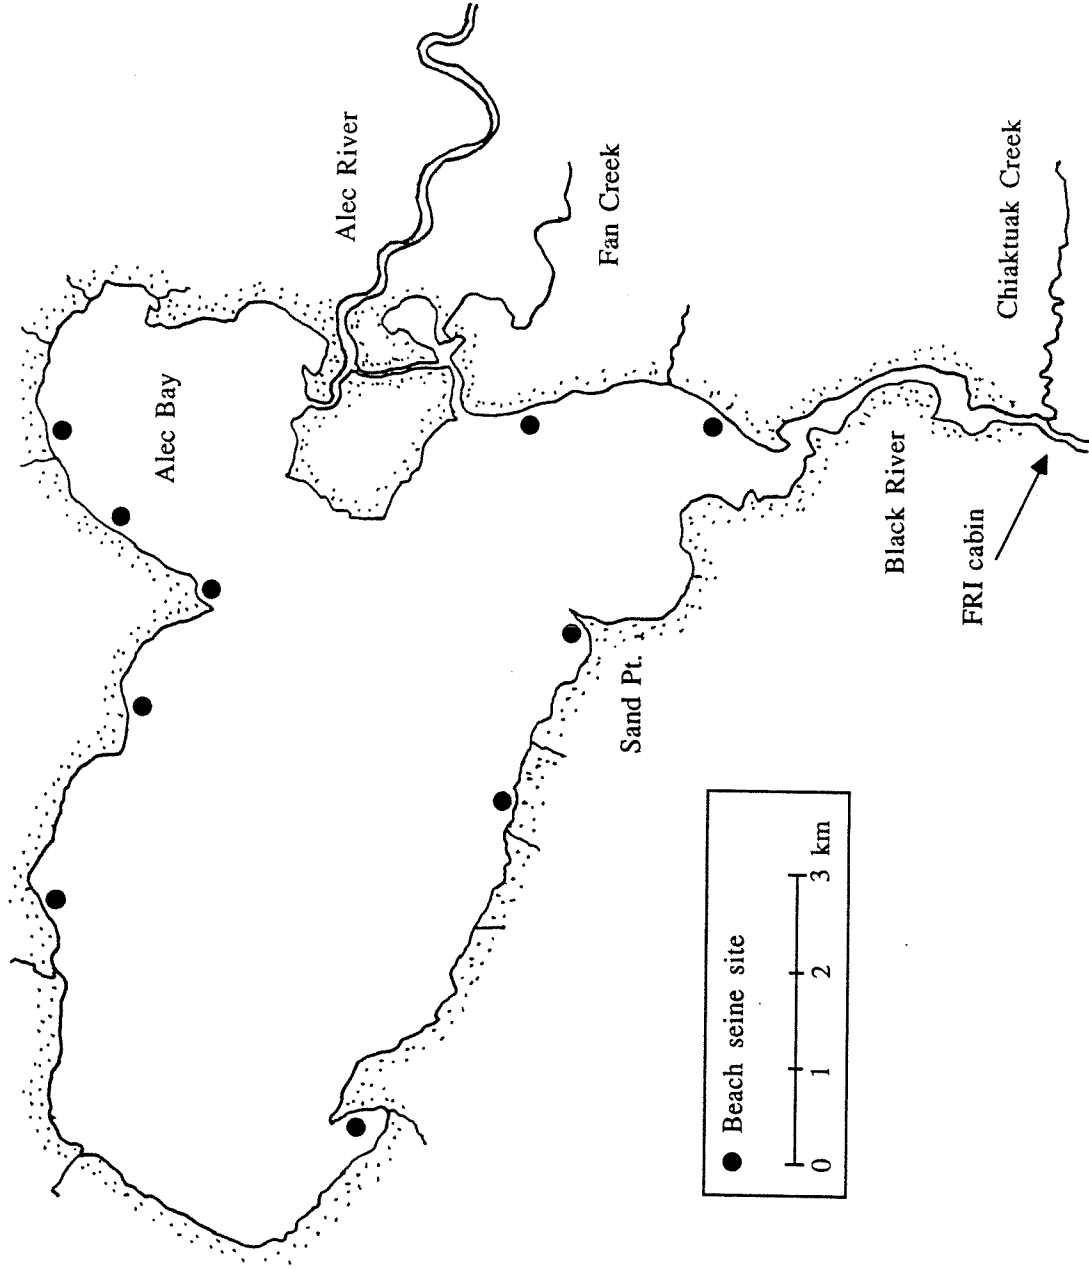 Alec River
Alec Bay
Fan Creek
Chiaktuak Creek
Black River
FRI cabin
Sand Pt.
Beach seine site
0 1 2 3 km